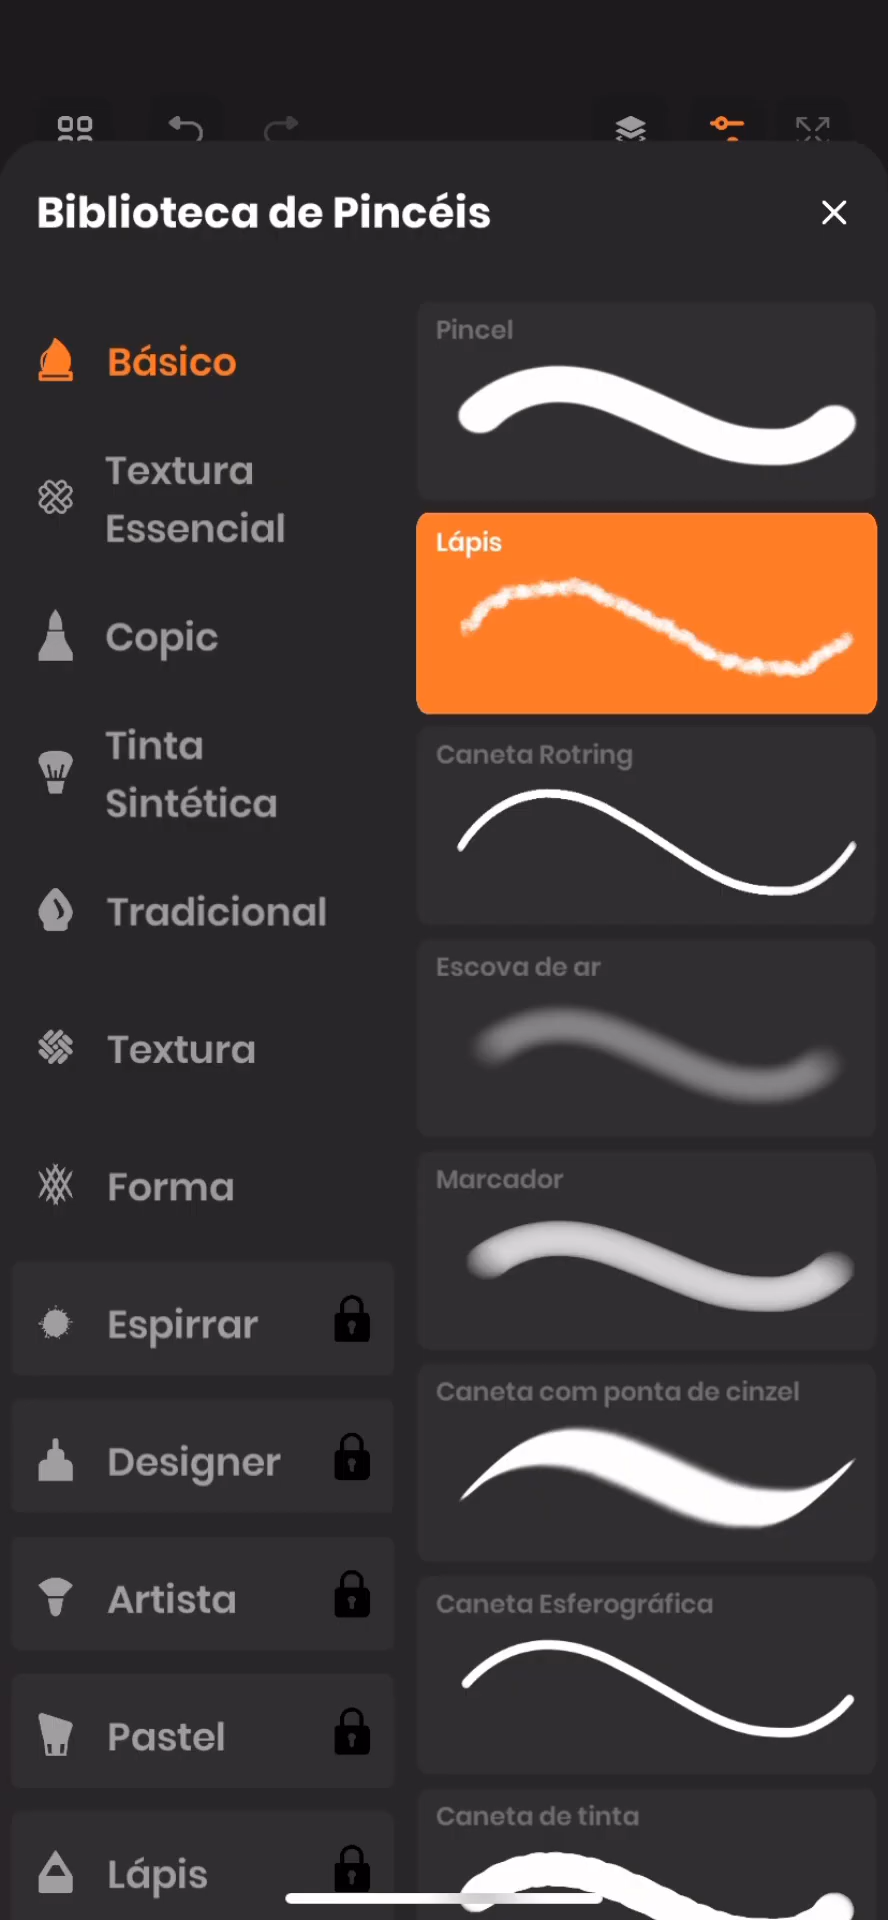 Biblioteca de Pincéis
Básico
Textura
Essencial
Copic
Tinta
Sintética
Tradicional
Textura
Forma
Espirrar
Designer
Artista
Pastel
Lápis
Pincel
Lápis
Caneta Rotring
Escova de ar
Marcador
Caneta com ponta de cinzel
Caneta Esferográfica
Caneta de tinta